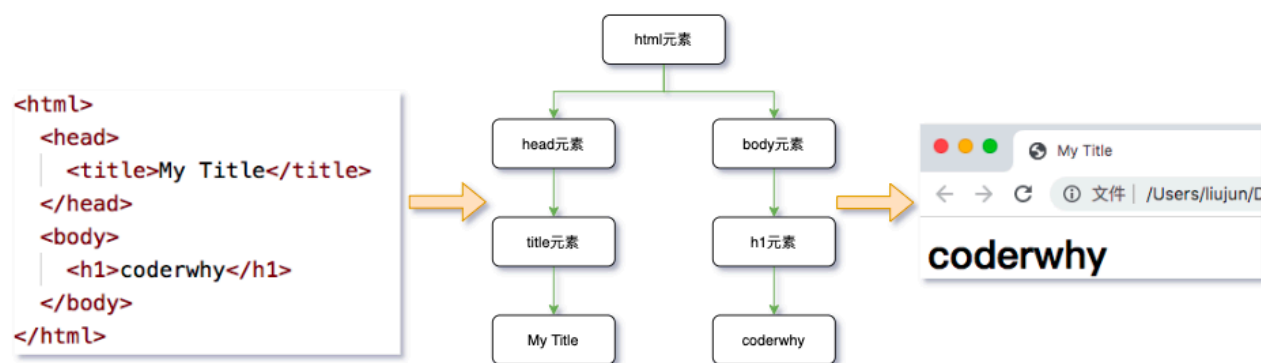 <html>
<head>
<title>My Title</title>
</head>
<body>
<h1>coderwhy</h1>
</body>
</html>
html元素
head元素
body元素
title元素
h1元素
My Title
coderwhy
My Title
文件 | /Users/liujun/D
coderwhy